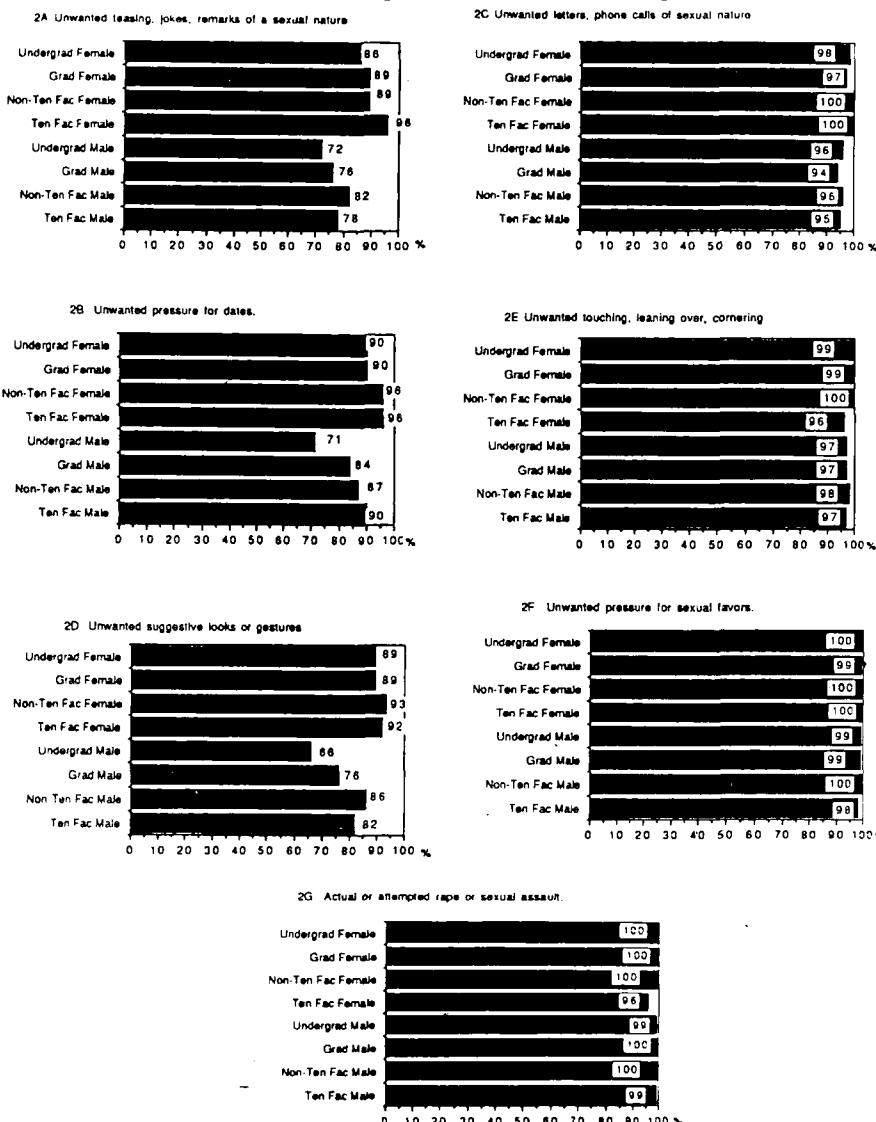 2A Unwanted teasing, jokes, remarks of a sexual nature
Undergrad Female 86
Grad Female 89
Non-Ten Fac Female 89
Ten Fac Female 96
Undergrad Male 72
Grad Male 76
Non-Ten Fac Male 82
Ten Fac Male 78
0 10 20 30 40 50 60 70 80 90 100 %
2C Unwanted letters, phone calls of sexual nature
Undergrad Female 98
Grad Female 97
Non-Ten Fac Female 100
Ten Fac Female 100
Undergrad Male 96
Grad Male 94
Non-Ten Fac Male 96
Ten Fac Male 95
0 10 20 30 40 50 60 70 80 90 100 %
2B Unwanted pressure for dates.
Undergrad Female 90
Grad Female 90
Non-Ten Fac Female 96
Ten Fac Female 96
Undergrad Male 71
Grad Male 84
Non-Ten Fac Male 87
Ten Fac Male 90
0 10 20 30 40 50 60 70 80 90 100 %
2E Unwanted touching, leaning over, cornering
Undergrad Female 99
Grad Female 99
Non-Ten Fac Female 100
Ten Fac Female 96
Undergrad Male 97
Grad Male 97
Non-Ten Fac Male 98
Ten Fac Male 97
0 10 20 30 40 50 60 70 80 90 100 %
2D Unwanted suggestive looks or gestures
Undergrad Female 89
Grad Female 89
Non-Ten Fac Female 93
Ten Fac Female 92
Undergrad Male 66
Grad Male 76
Non Ten Fac Male 86
Ten Fac Male 82
0 10 20 30 40 50 60 70 80 90 100 %
2F Unwanted pressure for sexual favors.
Undergrad Female 100
Grad Female 99
Non-Ten Fac Female 100
Ten Fac Female 100
Undergrad Male 99
Grad Male 99
Non-Ten Fac Male 100
Ten Fac Male 98
0 10 20 30 40 50 60 70 80 90 100 %
2G Actual or attempted rape or sexual assault.
Undergrad Female 100
Grad Female 100
Non-Ten Fac Female 100
Ten Fac Female 96
Undergrad Male 99
Grad Male 100
Non-Ten Fac Male 100
Ten Fac Male 99
0 10 20 30 40 50 60 70 80 90 100 %